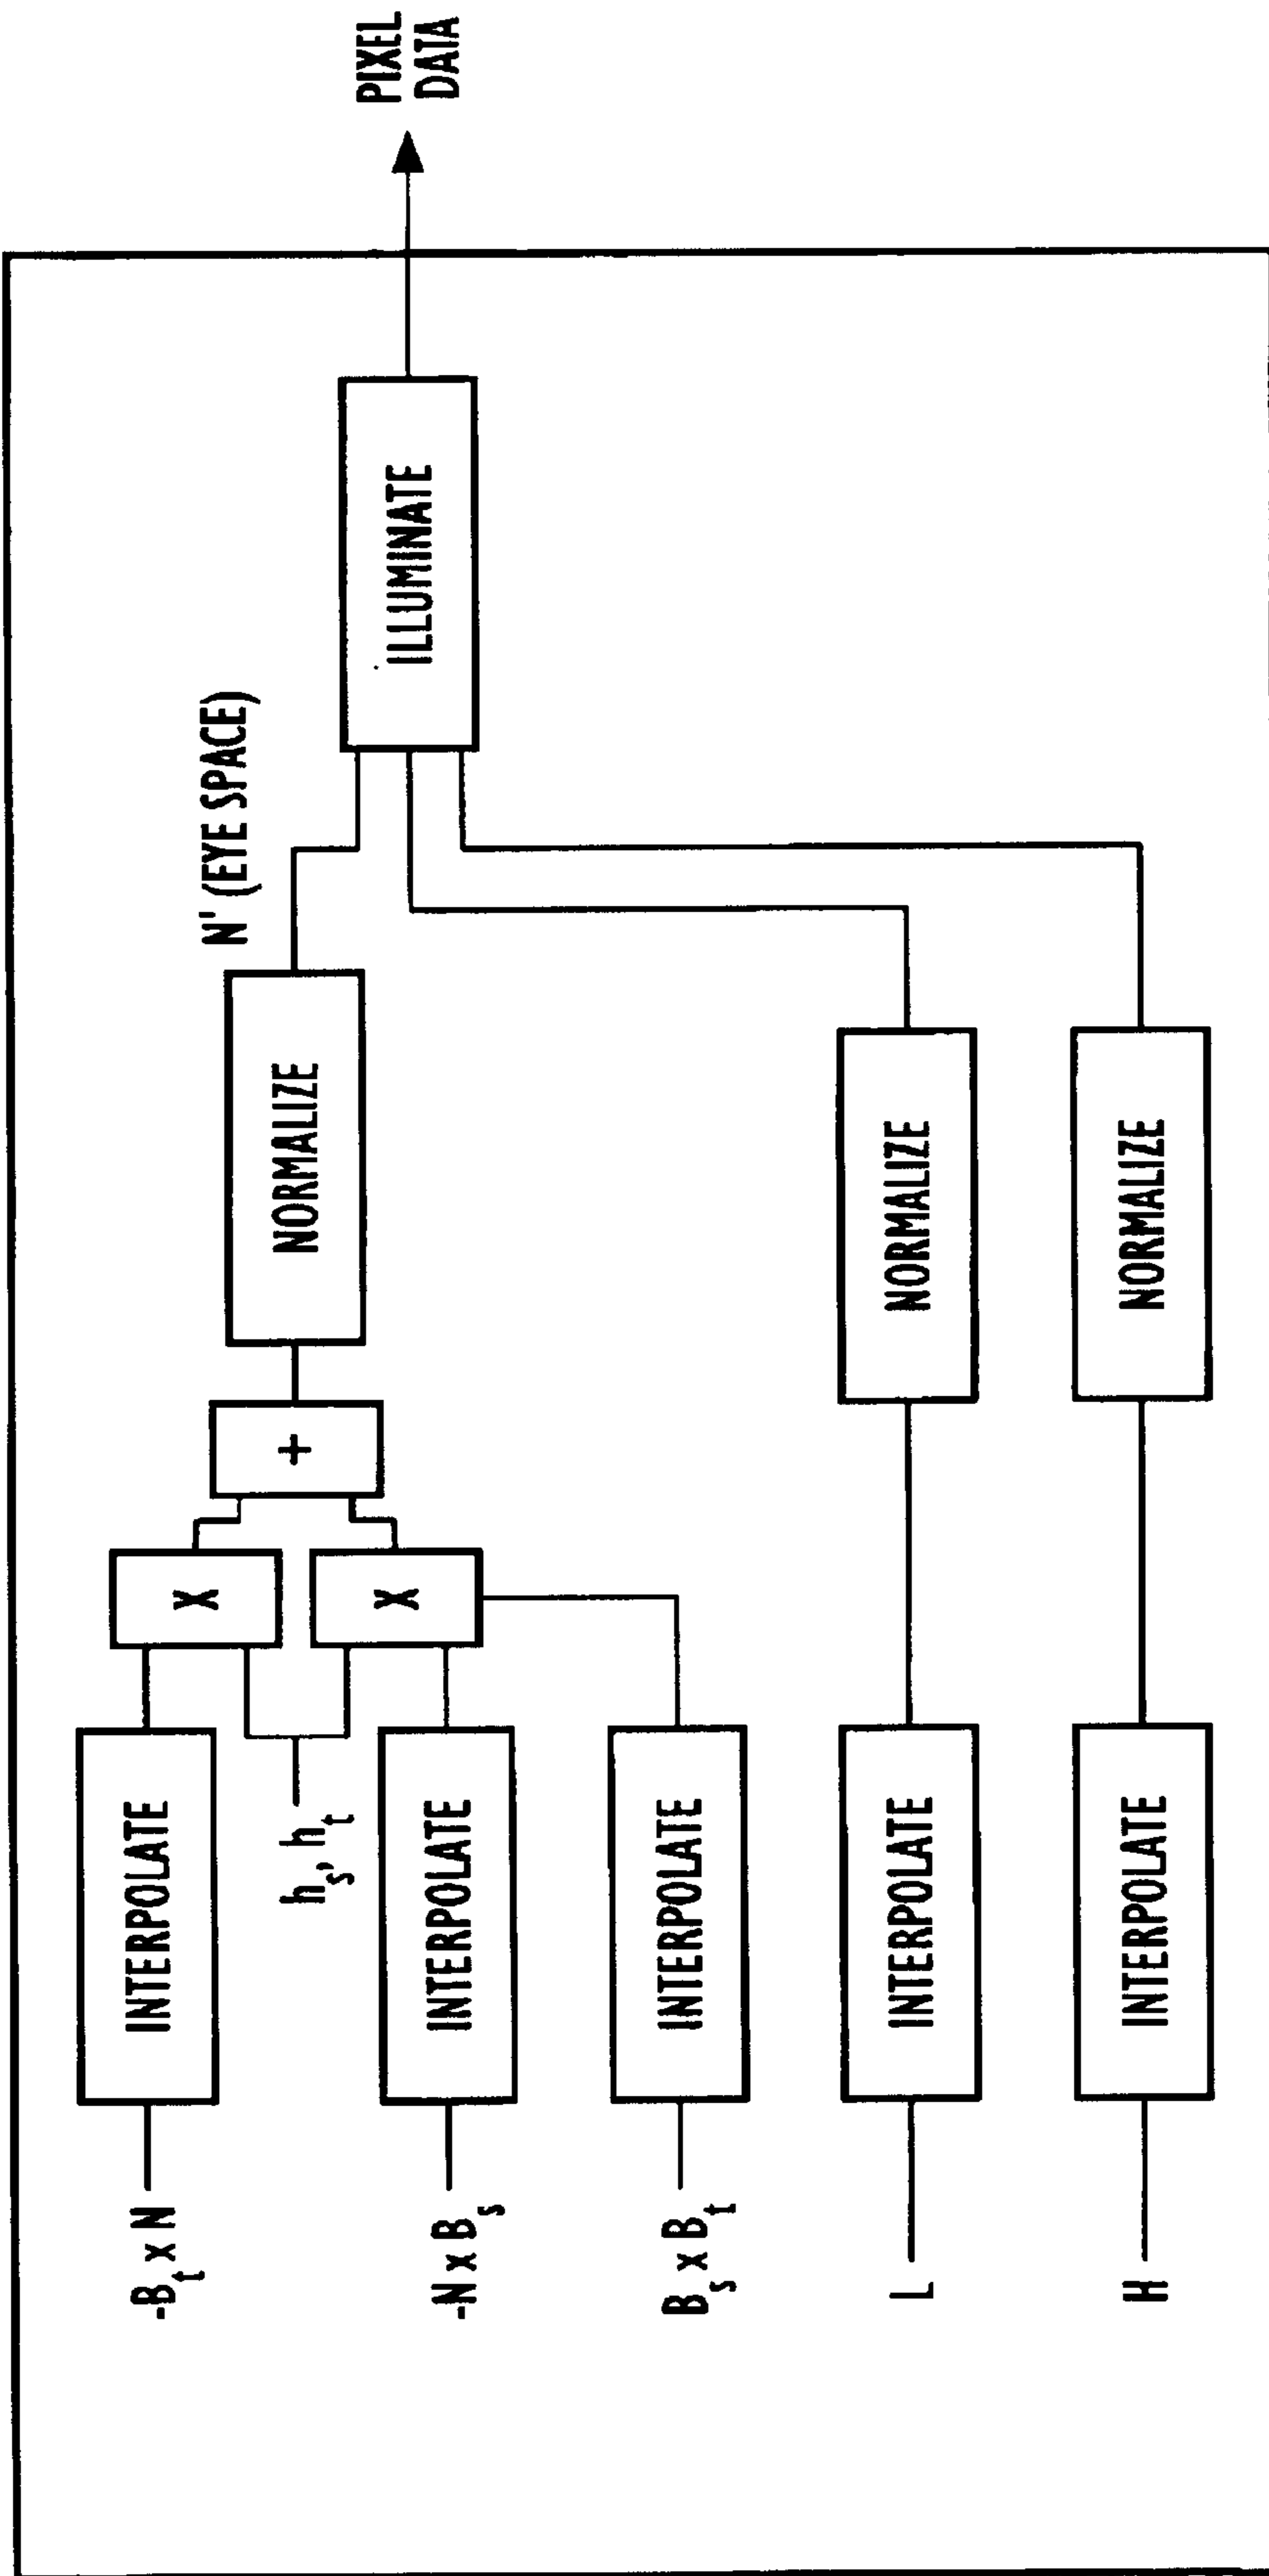 -B_t x N
-N x B_s
B_s x B_t
L
H
INTERPOLATE
h_s, h_t
INTERPOLATE
INTERPOLATE
INTERPOLATE
INTERPOLATE
X
X
+
NORMALIZE
NORMALIZE
NORMALIZE
N' (EYE SPACE)
ILLUMINATE
PIXEL
DATA